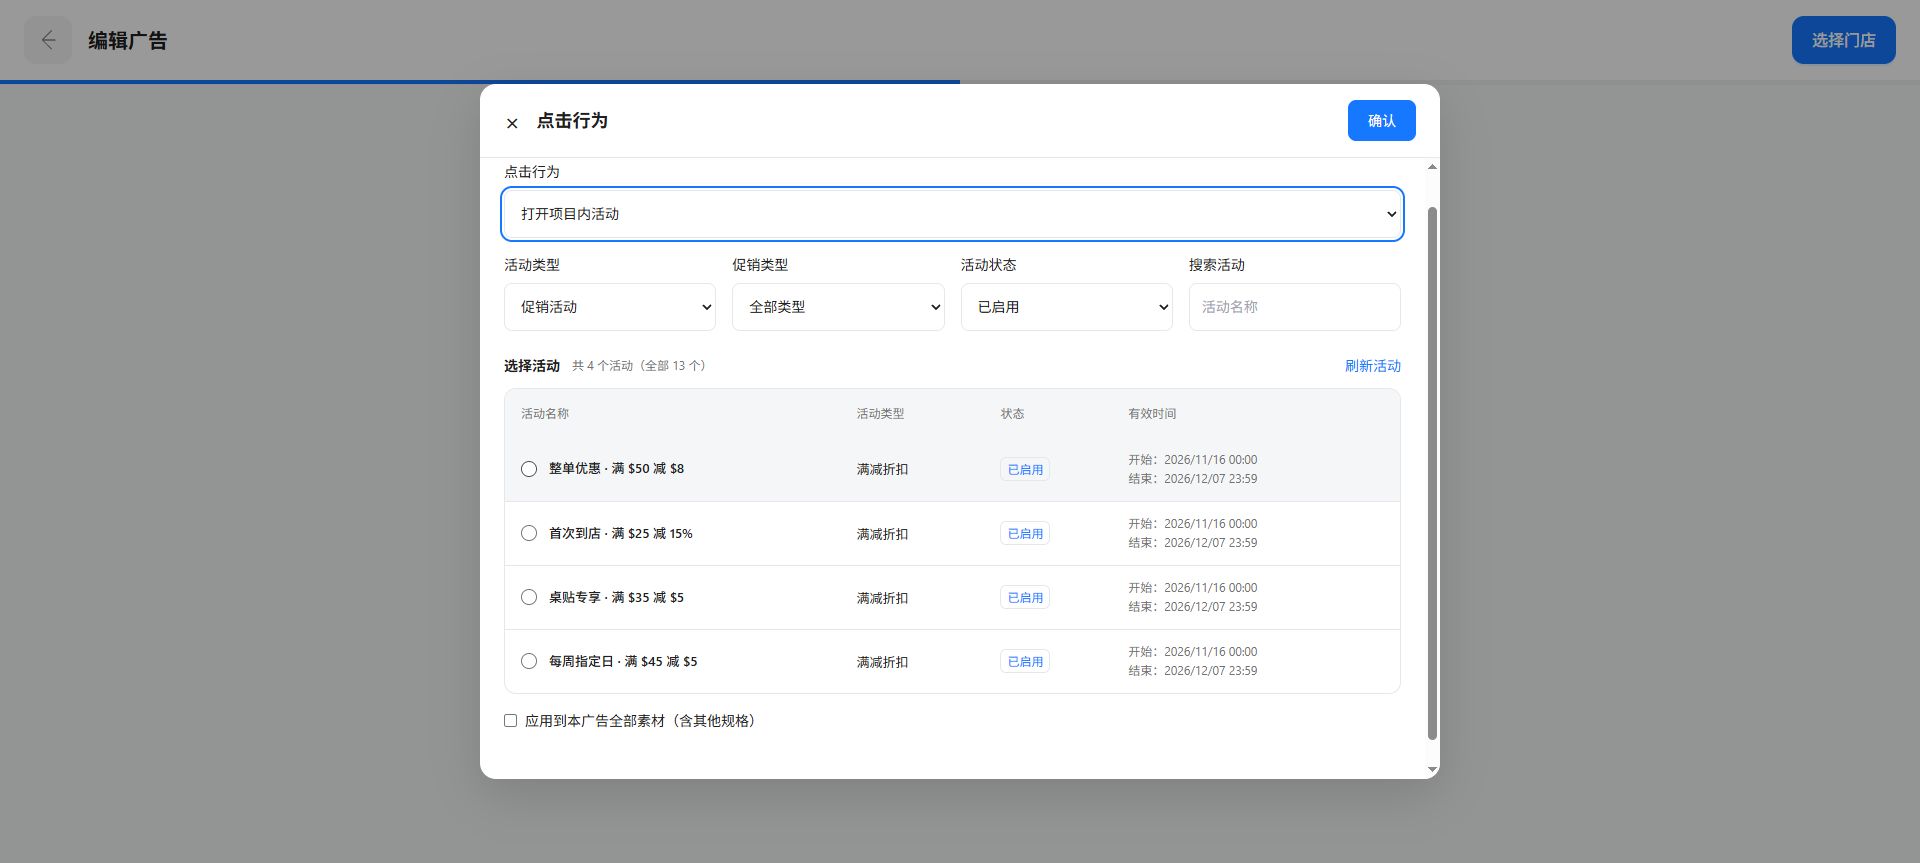 编辑广告
选择门店
点击行为
确认
点击行为
打开项目内活动
活动类型 促销类型 活动状态 搜索活动
促销活动 全部类型 已启用 活动名称
选择活动 共 4 个活动（全部 13 个） 刷新活动
活动名称 活动类型 状态 有效时间
整单优惠 · 满 $50 减 $8 满减折扣 已启用 开始：2026/11/16 00:00
结束：2026/12/07 23:59
首次到店 · 满 $25 减 15% 满减折扣 已启用 开始：2026/11/16 00:00
结束：2026/12/07 23:59
桌贴专享 · 满 $35 减 $5 满减折扣 已启用 开始：2026/11/16 00:00
结束：2026/12/07 23:59
每周指定日 · 满 $45 减 $5 满减折扣 已启用 开始：2026/11/16 00:00
结束：2026/12/07 23:59
应用到本广告全部素材（含其他规格）